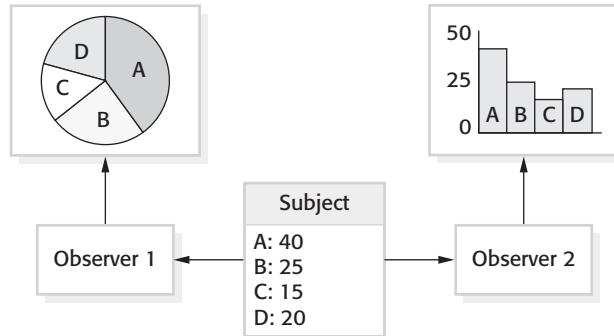 D
A
C
B
50
25
0
A B C D
Subject
A: 40
B: 25
C: 15
D: 20
Observer 1
Observer 2